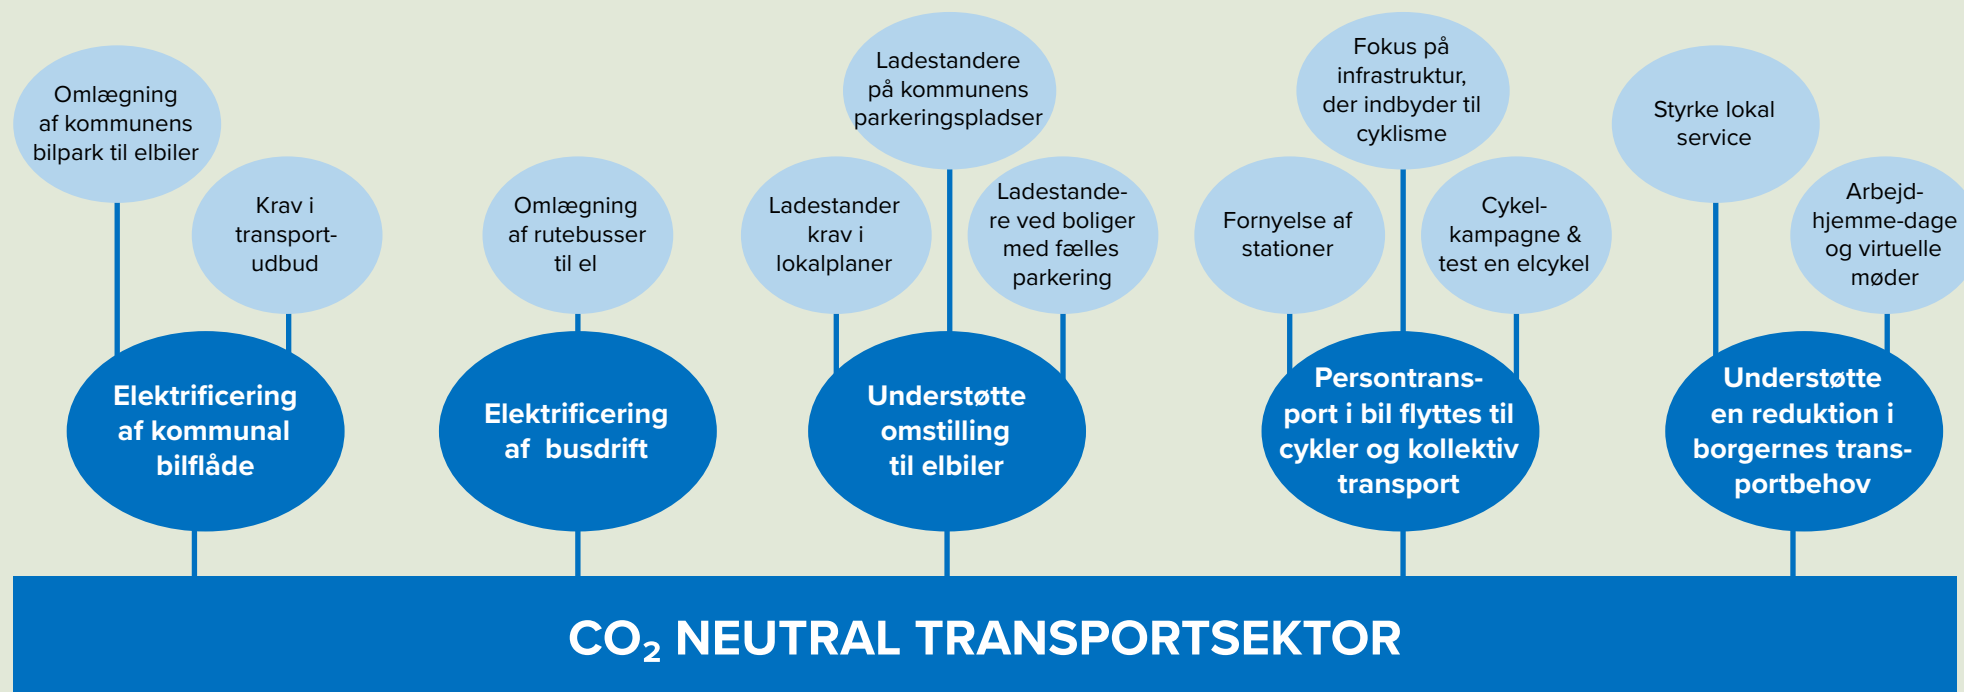 Omlægning
af kommunens
bilpark til elbiler
Krav i
transport-
udbud
Elektrificering
af kommunal
bilflåde
Omlægning
af rutebusser
til el
Elektrificering
af busdrift
Ladestander
krav i
lokalplaner
Ladestandere
på kommunens
parkeringspladser
Ladestande-
re ved boliger
med fælles
parkering
Understøtte
omstilling
til elbiler
Fornyelse af
stationer
Fokus på
infrastruktur,
der indbyder til
cyklisme
Cykel-
kampagne &
test en elcykel
Persontrans-
port i bil flyttes til
cykler og kollektiv
transport
Styrke lokal
service
Arbejd-
hjemme-dage
og virtuelle
møder
Understøtte
en reduktion i
borgernes trans-
portbehov
CO₂ NEUTRAL TRANSPORTSEKTOR